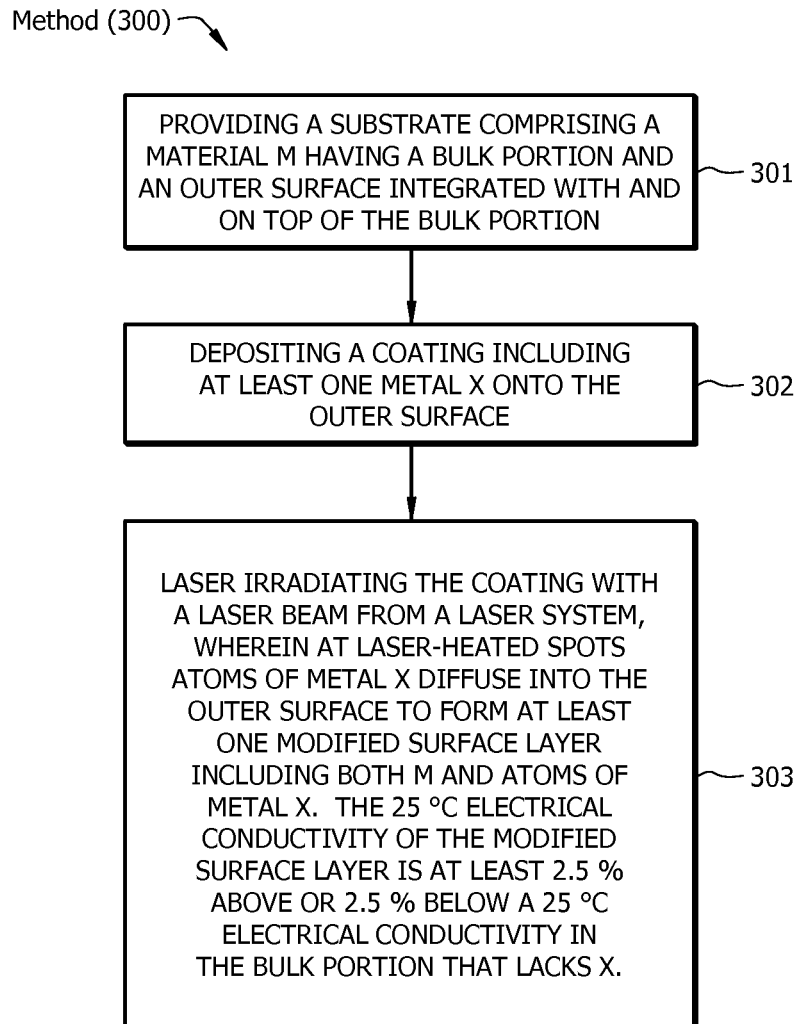 Method (300)
PROVIDING A SUBSTRATE COMPRISING A
MATERIAL M HAVING A BULK PORTION AND
AN OUTER SURFACE INTEGRATED WITH AND
ON TOP OF THE BULK PORTION
301
DEPOSITING A COATING INCLUDING
AT LEAST ONE METAL X ONTO THE
OUTER SURFACE
302
LASER IRRADIATING THE COATING WITH
A LASER BEAM FROM A LASER SYSTEM,
WHEREIN AT LASER-HEATED SPOTS
ATOMS OF METAL X DIFFUSE INTO THE
OUTER SURFACE TO FORM AT LEAST
ONE MODIFIED SURFACE LAYER
INCLUDING BOTH M AND ATOMS OF
METAL X. THE 25 °C ELECTRICAL
CONDUCTIVITY OF THE MODIFIED
SURFACE LAYER IS AT LEAST 2.5 %
ABOVE OR 2.5 % BELOW A 25 °C
ELECTRICAL CONDUCTIVITY IN
THE BULK PORTION THAT LACKS X.
303